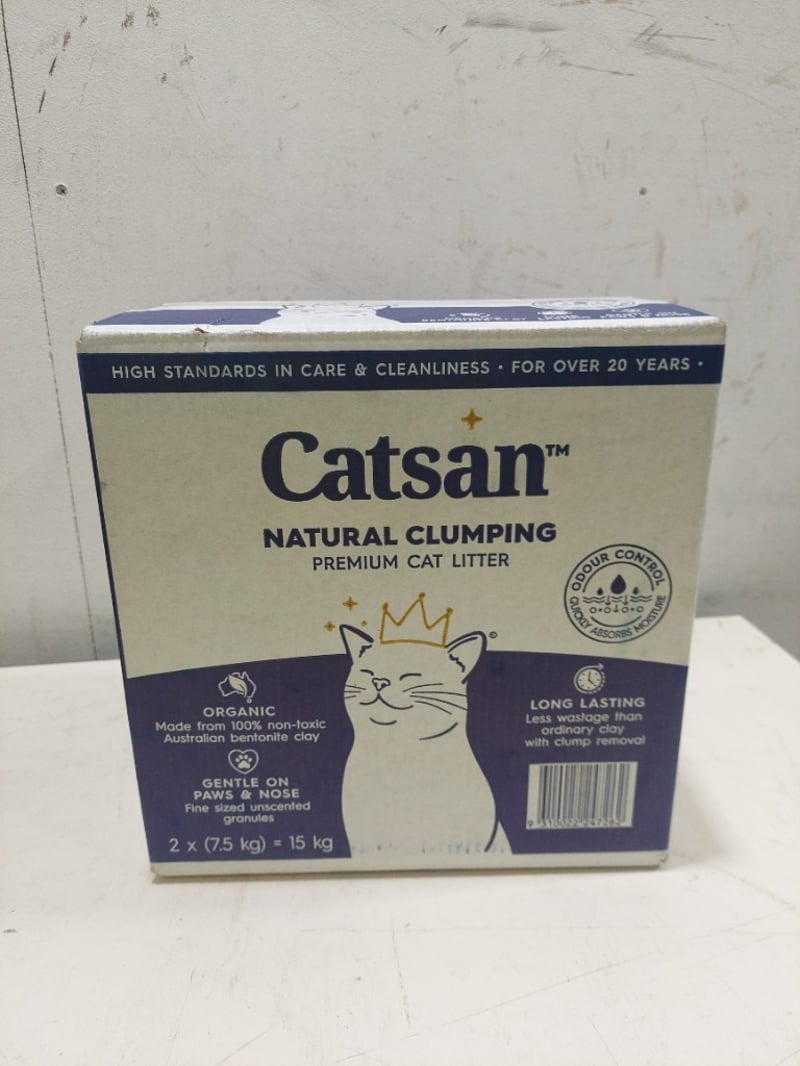 HIGH STANDARDS IN CARE & CLEANLINESS • FOR OVER 20 YEARS •
Catsan™
NATURAL CLUMPING
PREMIUM CAT LITTER
ODOUR CONTROL
QUICKLY ABSORBS MOISTURE
©
ORGANIC
Made from 100% non-toxic
Australian bentonite clay
GENTLE ON
PAWS & NOSE
Fine sized unscented
granules
2 x (7.5 kg) = 15 kg
LONG LASTING
Less wastage than
ordinary clay
with clump removal